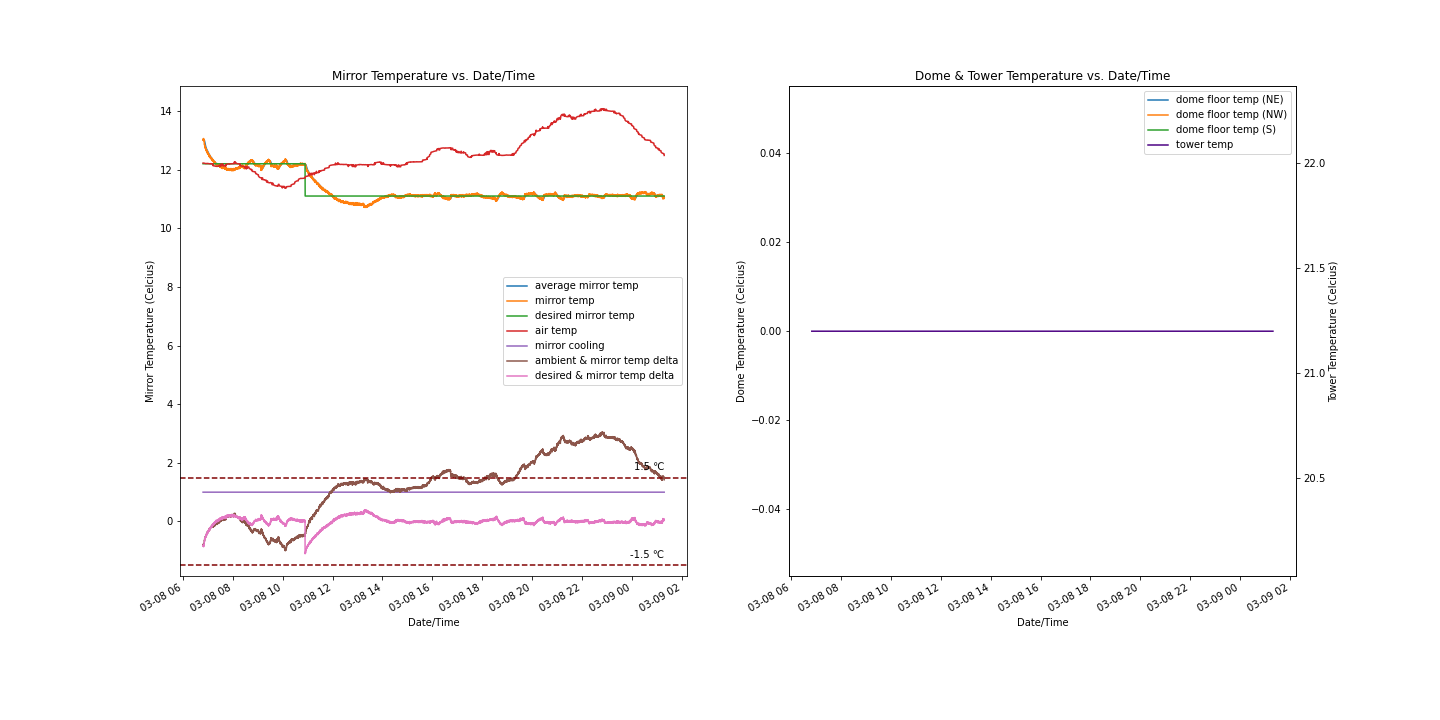 Mirror Temperature vs. Date/Time
14
12
10
8
6
4
2
0
Mirror Temperature (Celcius)
average mirror temp
mirror temp
desired mirror temp
air temp
mirror cooling
ambient & mirror temp delta
desired & mirror temp delta
1.5 °C
-1.5 °C
03-08 06
03-08 08
03-08 10
03-08 12
03-08 14
03-08 16
03-08 18
03-08 20
03-08 22
03-09 00
03-09 02
Date/Time
Dome & Tower Temperature vs. Date/Time
dome floor temp (NE)
dome floor temp (NW)
dome floor temp (S)
tower temp
0.04
0.02
0.00
−0.02
−0.04
Dome Temperature (Celcius)
22.0
21.5
21.0
20.5
Tower Temperature (Celcius)
03-08 06
03-08 08
03-08 10
03-08 12
03-08 14
03-08 16
03-08 18
03-08 20
03-08 22
03-09 00
03-09 02
Date/Time